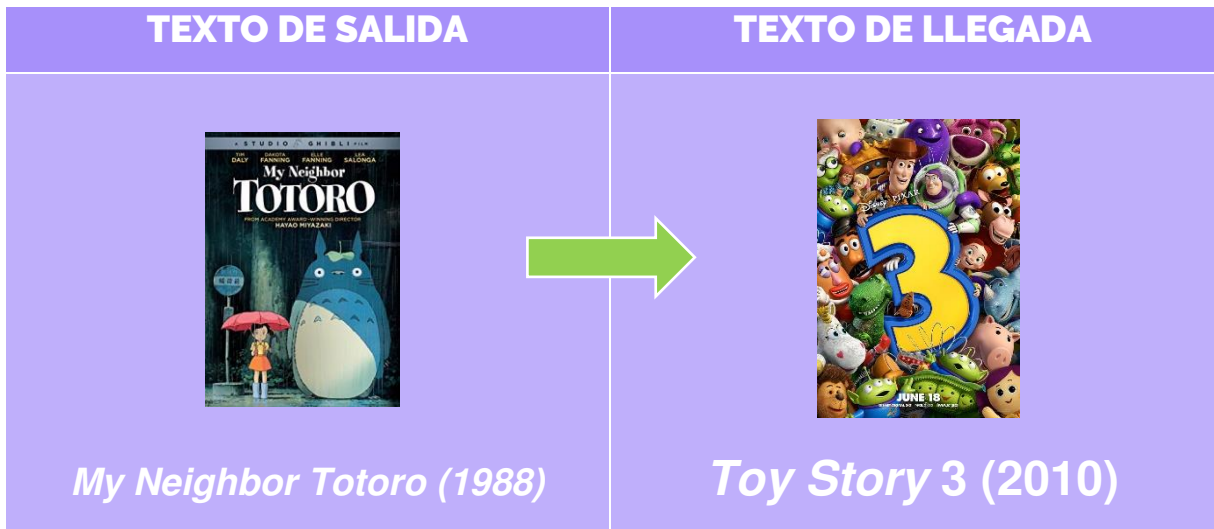 TEXTO DE SALIDA
TEXTO DE LLEGADA
A STUDIO GHIBLI FILM
TIM DALY DAKOTA FANNING ELLE FANNING LEA SALONGA
My Neighbor
TOTORO
FROM ACADEMY AWARD-WINNING DIRECTOR
HAYAO MIYAZAKI
My Neighbor Totoro (1988)
Disney PIXAR
3
JUNE 18
Toy Story 3 (2010)